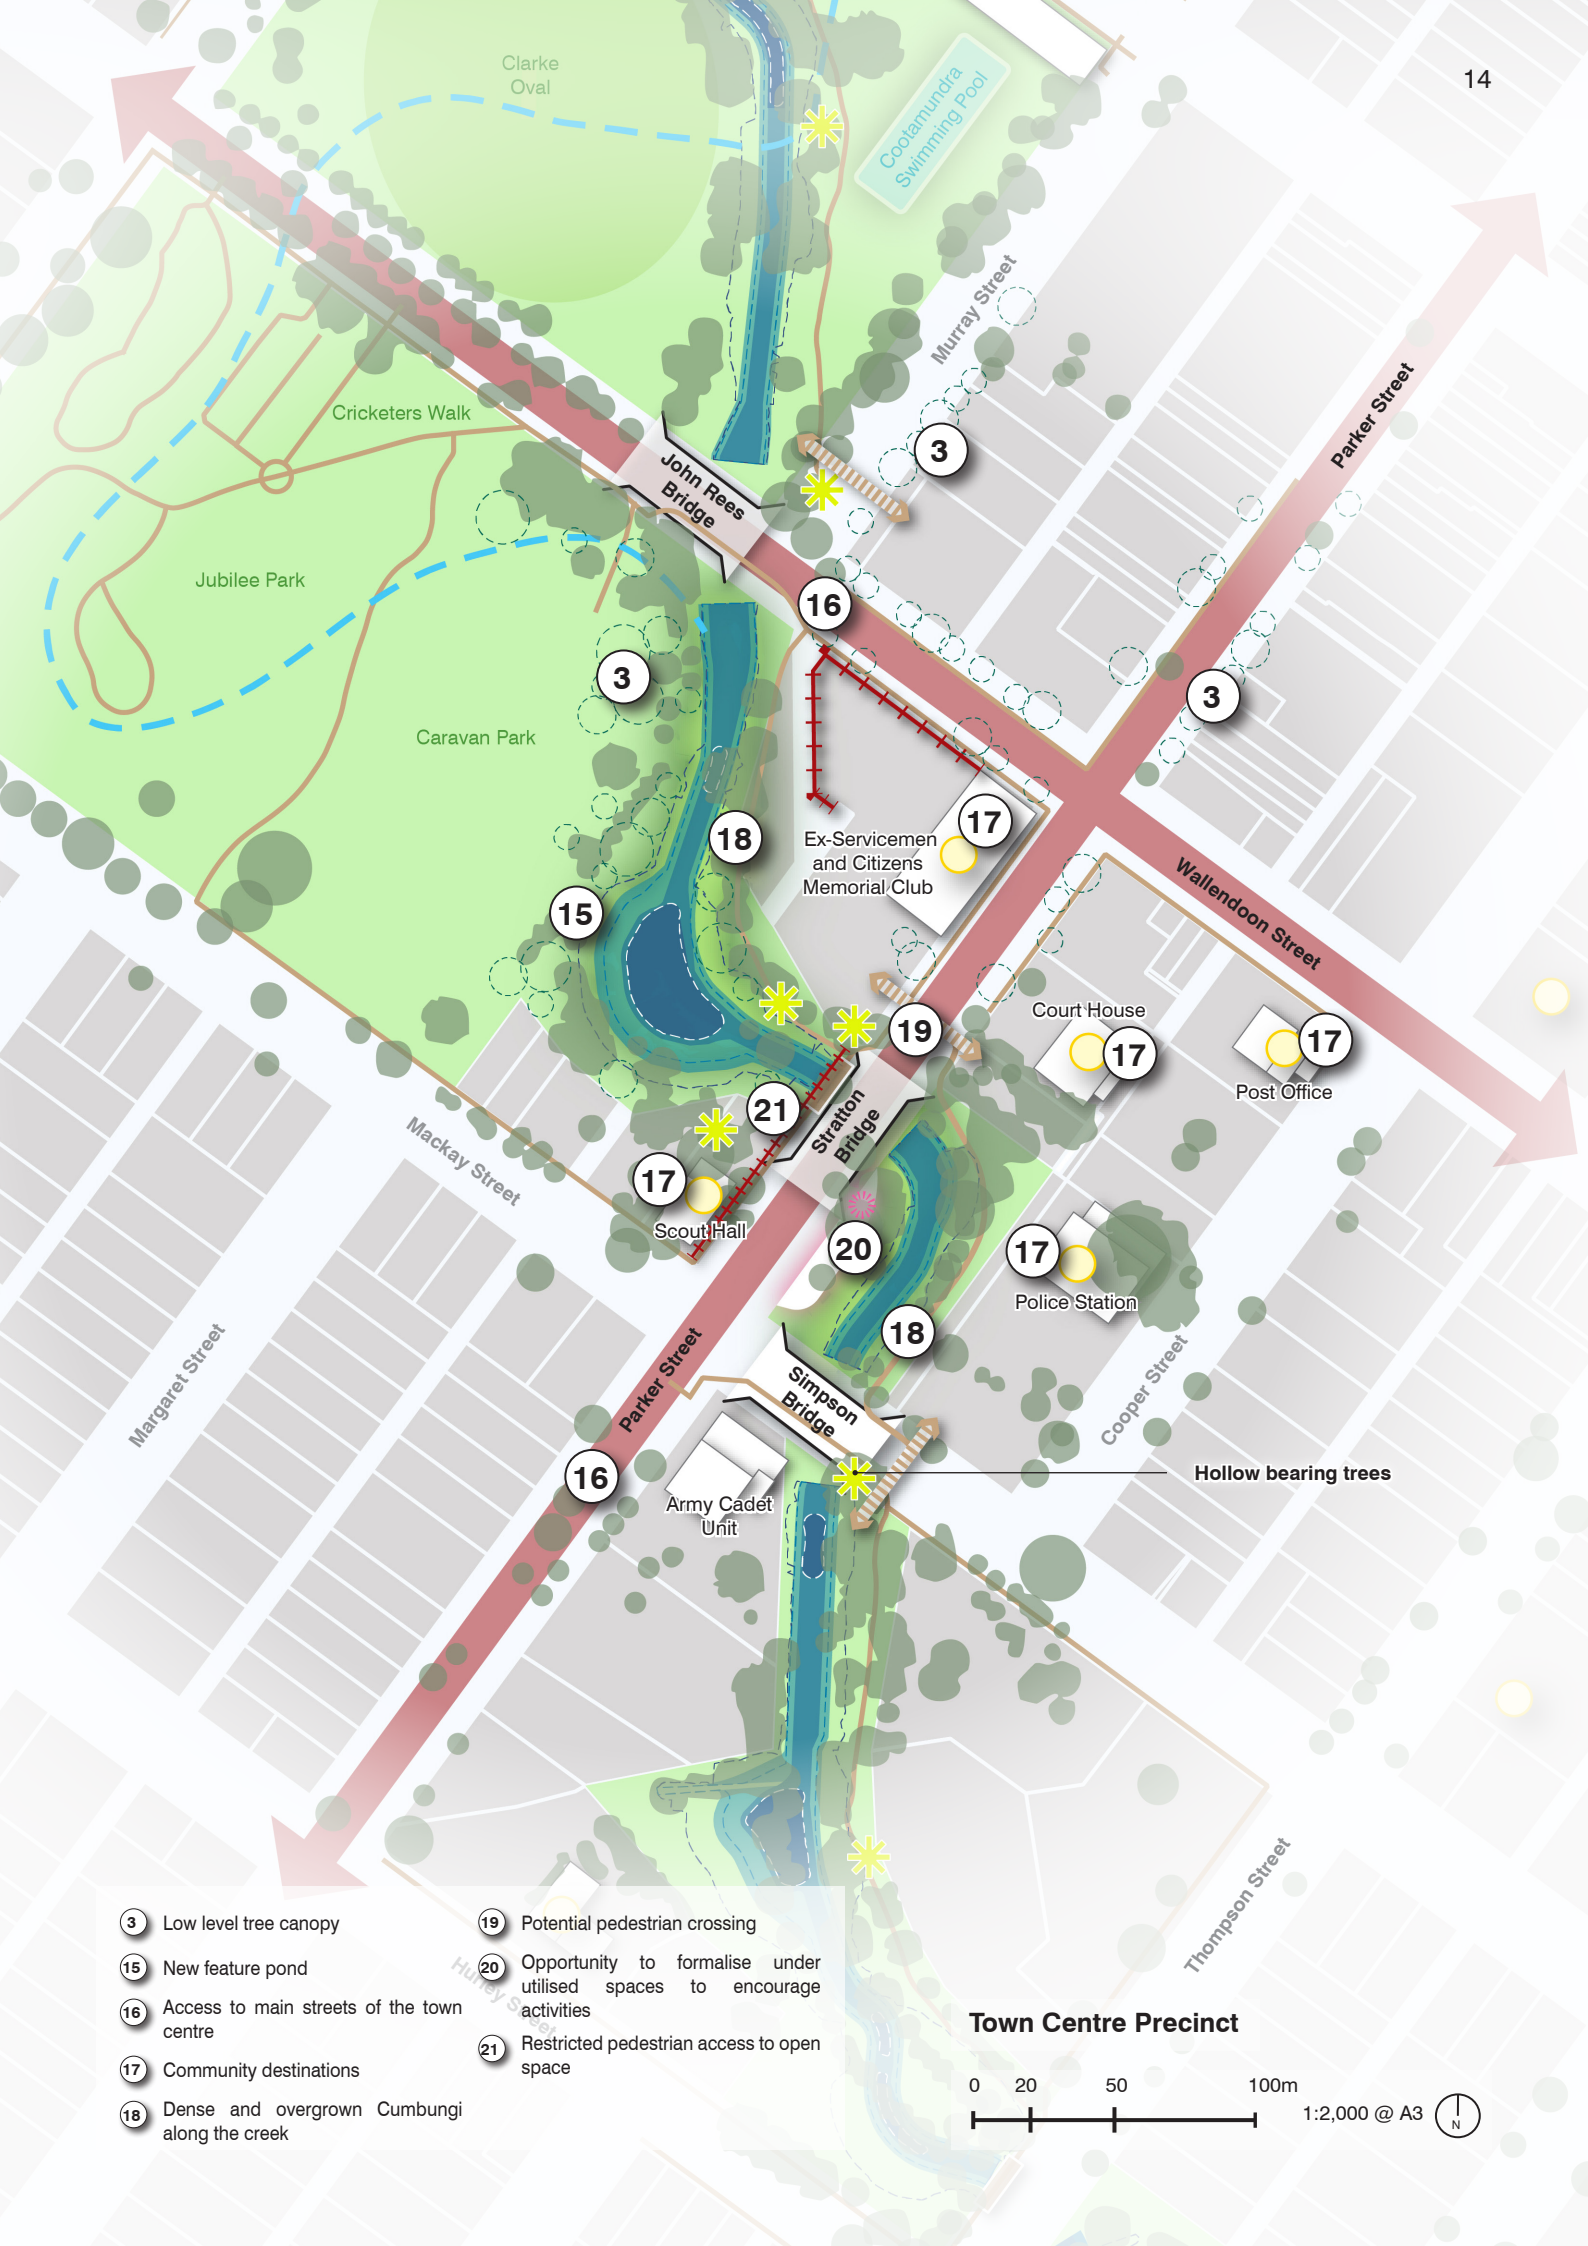 14
Clarke
Oval
Cootamundra
Swimming Pool
Murray Street
Parker Street
Cricketers Walk
3
John Rees
Bridge
Jubilee Park
16
3
3
Caravan Park
17
18
Ex-Servicemen
and Citizens
Memorial Club
Wallendoon Street
15
Court House
19
17
17
Post Office
21
Stratton
Bridge
Mackay Street
17
Scout Hall
20
17
Police Station
18
Margaret Street
Parker Street
Simpson
Bridge
Cooper Street
16
Hollow bearing trees
Army Cadet
Unit
Thompson Street
Hurley Street
3 Low level tree canopy
15 New feature pond
16 Access to main streets of the town
centre
17 Community destinations
18 Dense and overgrown Cumbungi
along the creek
19 Potential pedestrian crossing
20 Opportunity to formalise under
utilised spaces to encourage
activities
21 Restricted pedestrian access to open
space
Town Centre Precinct
0 20 50 100m
1:2,000 @ A3
N